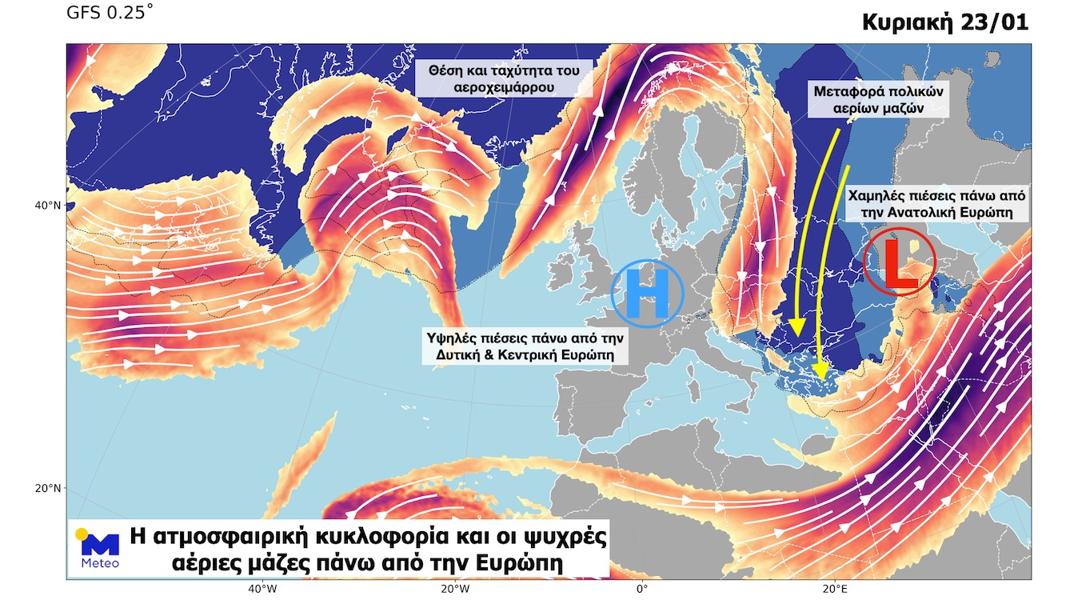 GFS 0.25°
Κυριακή 23/01
Θέση και ταχύτητα του
αεροχειμάρρου
Μεταφορά πολικών
αερίων μαζών
Χαμηλές πιέσεις πάνω από
την Ανατολική Ευρώπη
L
H
Υψηλές πιέσεις πάνω από την
Δυτική & Κεντρική Ευρώπη
40°N
20°N
M
Meteo
Η ατμοσφαιρική κυκλοφορία και οι ψυχρές
αέριες μάζες πάνω από την Ευρώπη
40°W
20°W
0°
20°E